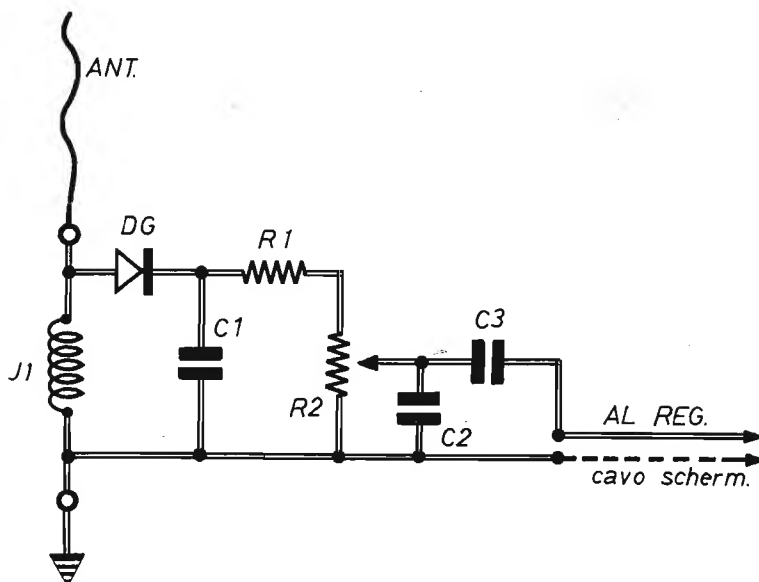 ANT.
DG
R1
C1
C3
J1
R2
C2
AL REG.
cavo scherm.